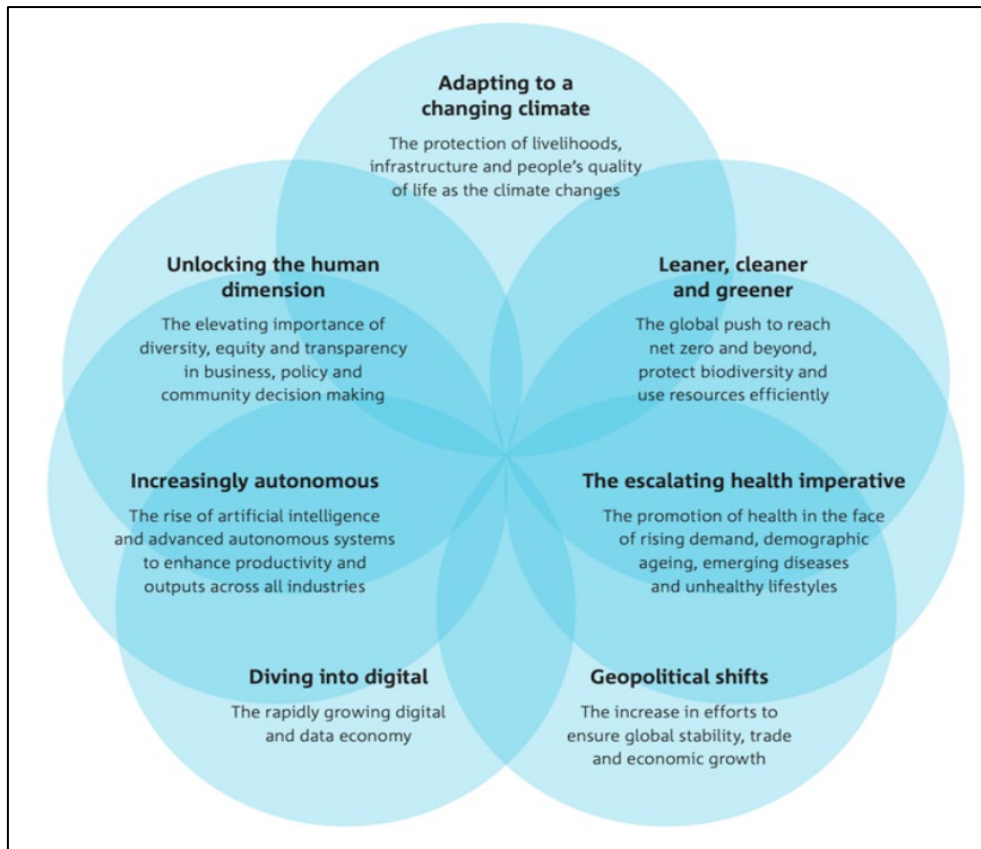 Adapting to a
changing climate
The protection of livelihoods,
infrastructure and people’s quality
of life as the climate changes
Unlocking the human
dimension
The elevating importance of
diversity, equity and transparency
in business, policy and
community decision making
Leaner, cleaner
and greener
The global push to reach
net zero and beyond,
protect biodiversity and
use resources efficiently
Increasingly autonomous
The rise of artificial intelligence
and advanced autonomous systems
to enhance productivity and
outputs across all industries
The escalating health imperative
The promotion of health in the face
of rising demand, demographic
ageing, emerging diseases
and unhealthy lifestyles
Diving into digital
The rapidly growing digital
and data economy
Geopolitical shifts
The increase in efforts to
ensure global stability, trade
and economic growth